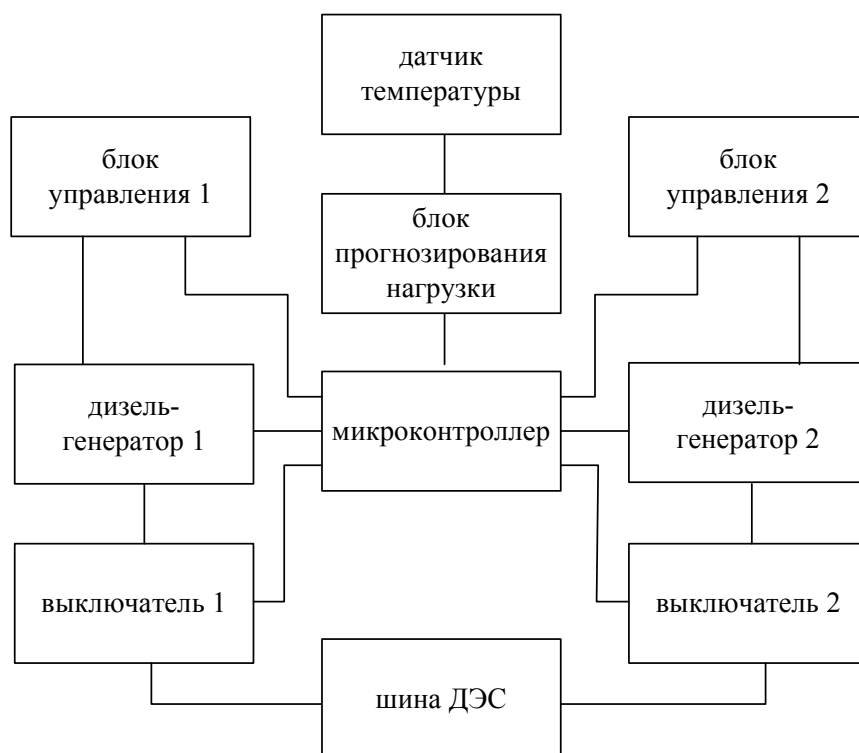 датчик
температуры
блок
управления 1
блок
управления 2
блок
прогнозирования
нагрузки
дизель-
генератор 1
микроконтроллер
дизель-
генератор 2
выключатель 1
выключатель 2
шина ДЭС